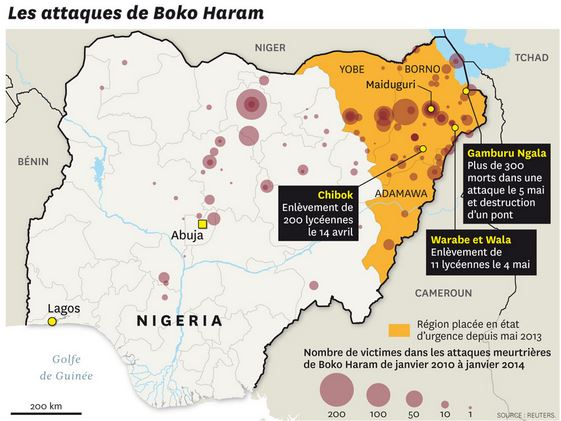 Les attaques de Boko Haram
NIGER
TCHAD
YOBE
BORNO
Maiduguri
BÉNIN
Gamburu Ngala
Plus de 300
morts dans une
attaque le 5 mai
et destruction
d'un pont
Chibok
Enlèvement de
200 lycéennes
le 14 avril
ADAMAWA
Abuja
Warabe et Wala
Enlèvement de
11 lycéennes le 4 mai
CAMEROUN
Lagos
NIGERIA
Golfe
de Guinée
Région placée en état
d'urgence depuis mai 2013
Nombre de victimes dans les attaques meurtrières
de Boko Haram de janvier 2010 à janvier 2014
200 100 50 10 1
200 km
SOURCE : REUTERS.